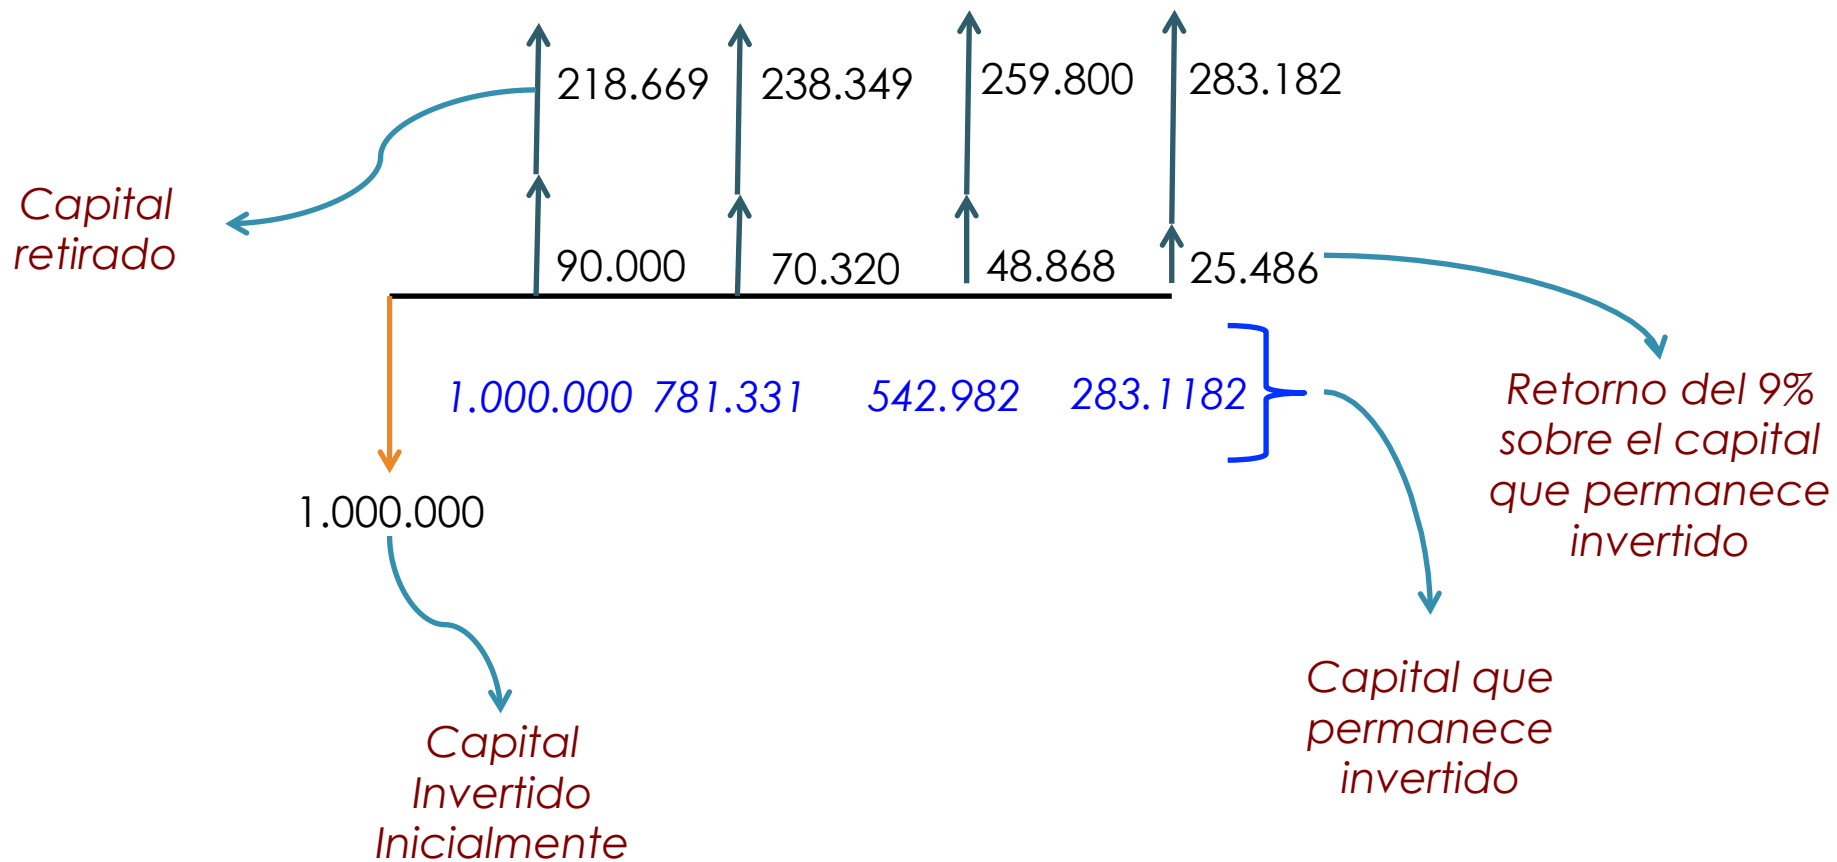 218.669 238.349 259.800 283.182
Capital
retirado
90.000 70.320 48.868 25.486
1.000.000 781.331 542.982 283.1182
Retorno del 9%
sobre el capital
que permanece
invertido
1.000.000
Capital que
permanece
invertido
Capital
Invertido
Inicialmente